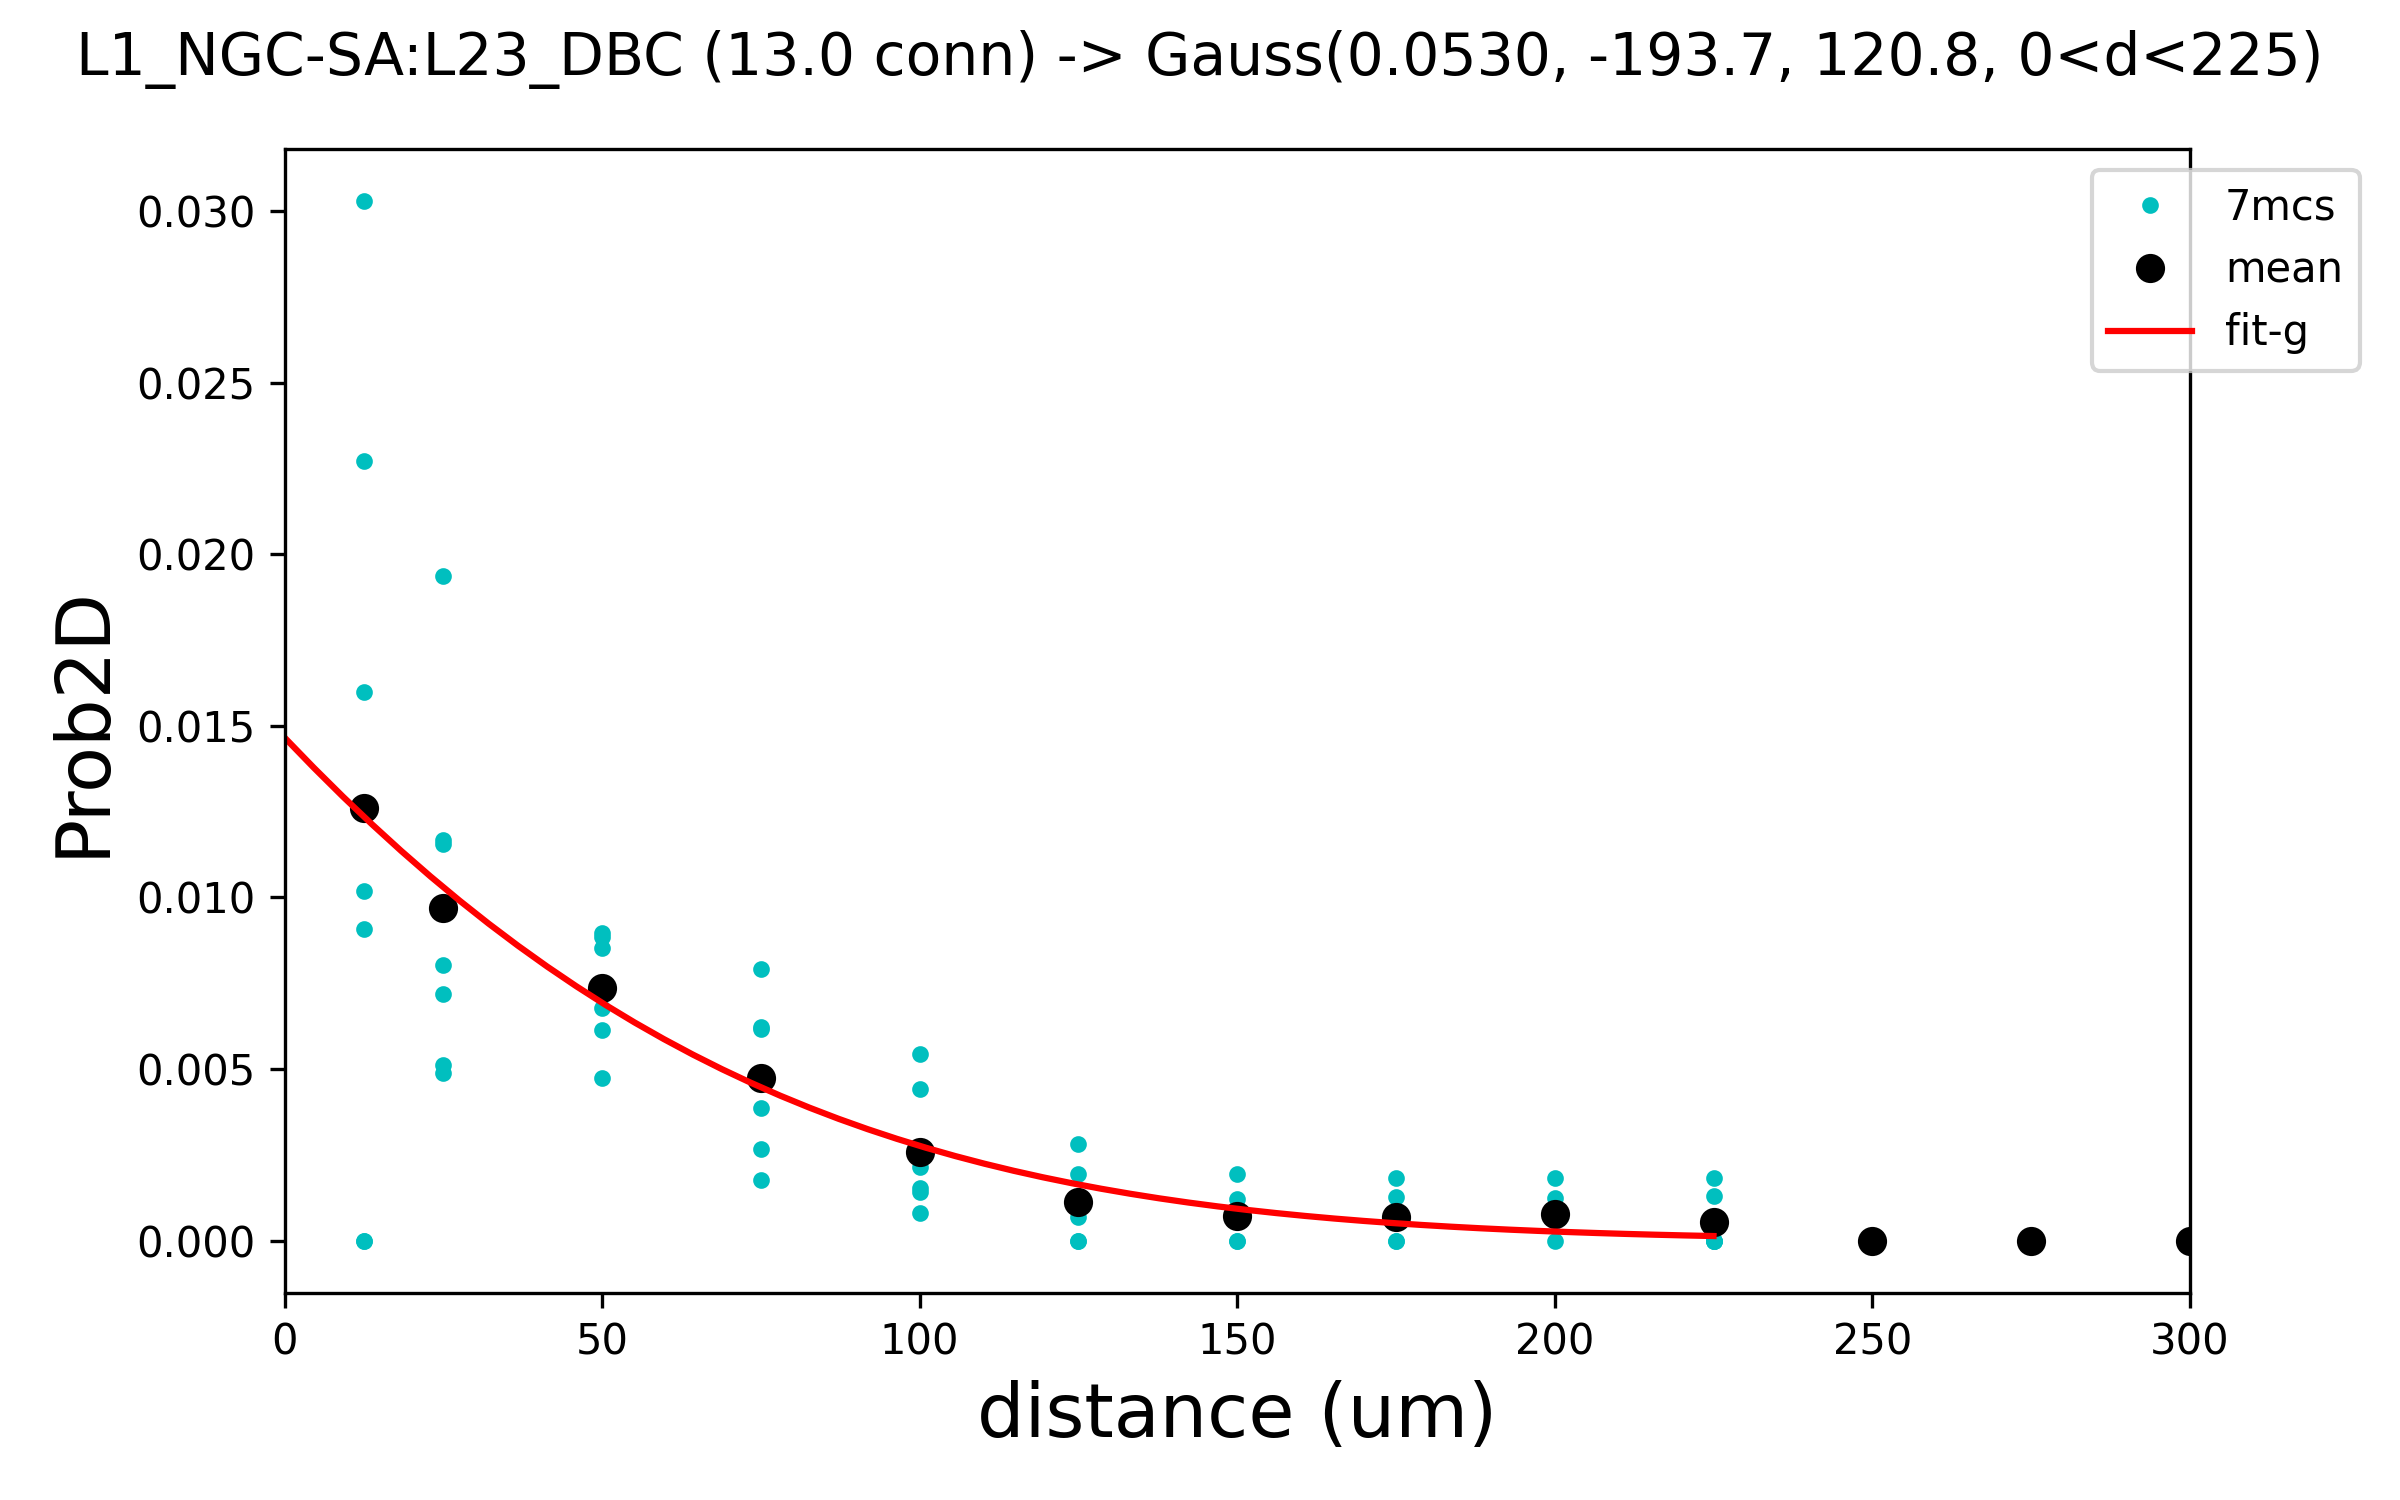 L1_NGC-SA:L23_DBC (13.0 conn) -> Gauss(0.0530, -193.7, 120.8, 0<d<225)
7mcs
mean
fit-g
0.030
0.025
0.020
0.015
0.010
0.005
0.000
Prob2D
0 50 100 150 200 250 300
distance (um)